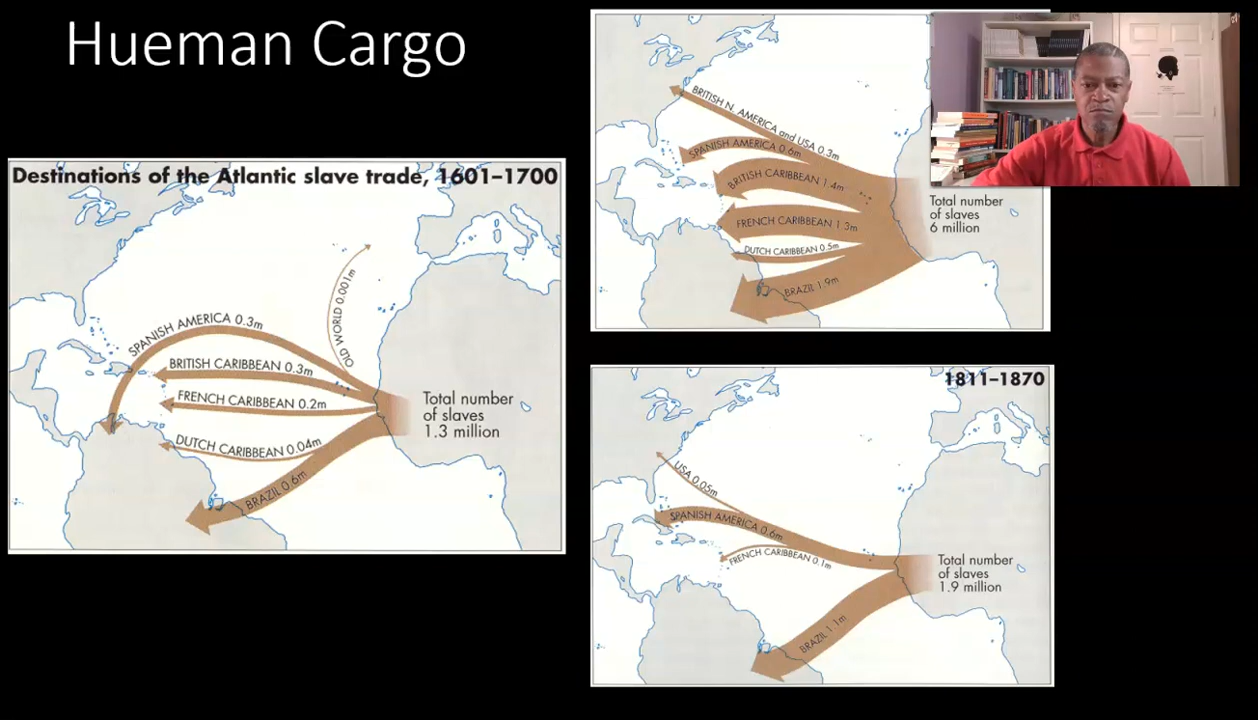 Hueman Cargo
Destinations of the Atlantic slave trade, 1601–1700
OLD WORLD 0.001m
SPANISH AMERICA 0.3m
BRITISH CARIBBEAN 0.3m
FRENCH CARIBBEAN 0.2m
DUTCH CARIBBEAN 0.04m
BRAZIL 0.6m
Total number
of slaves
1.3 million
BRITISH N. AMERICA and USA 0.3m
SPANISH AMERICA 0.6m
BRITISH CARIBBEAN 1.4m
FRENCH CARIBBEAN 1.3m
DUTCH CARIBBEAN 0.5m
BRAZIL 1.9m
Total number
of slaves
6 million
1811–1870
USA 0.05m
SPANISH AMERICA 0.6m
FRENCH CARIBBEAN 0.1m
BRAZIL 1.1m
Total number
of slaves
1.9 million